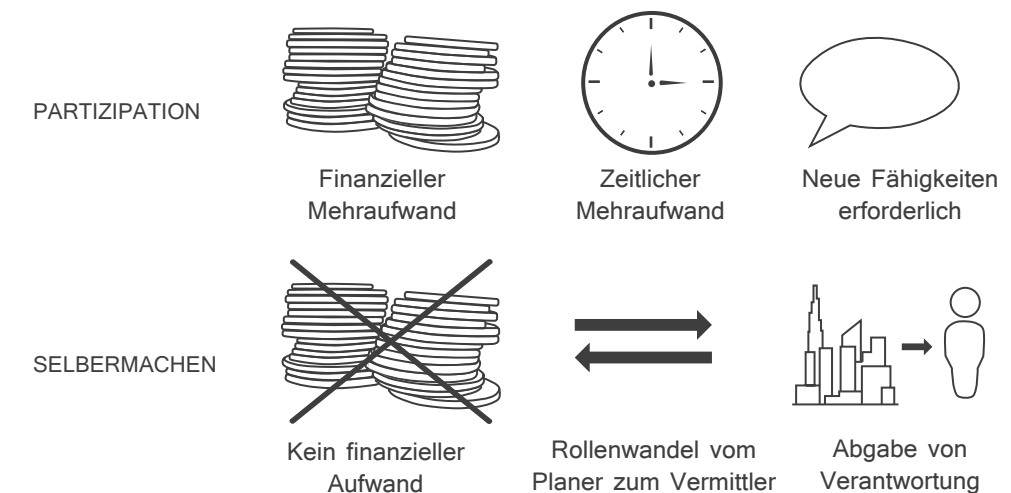 PARTIZIPATION
Finanzieller
Mehraufwand
Zeitlicher
Mehraufwand
Neue Fähigkeiten
erforderlich
SELBERMACHEN
Kein finanzieller
Aufwand
Rollenwandel vom
Planer zum Vermittler
Abgabe von
Verantwortung